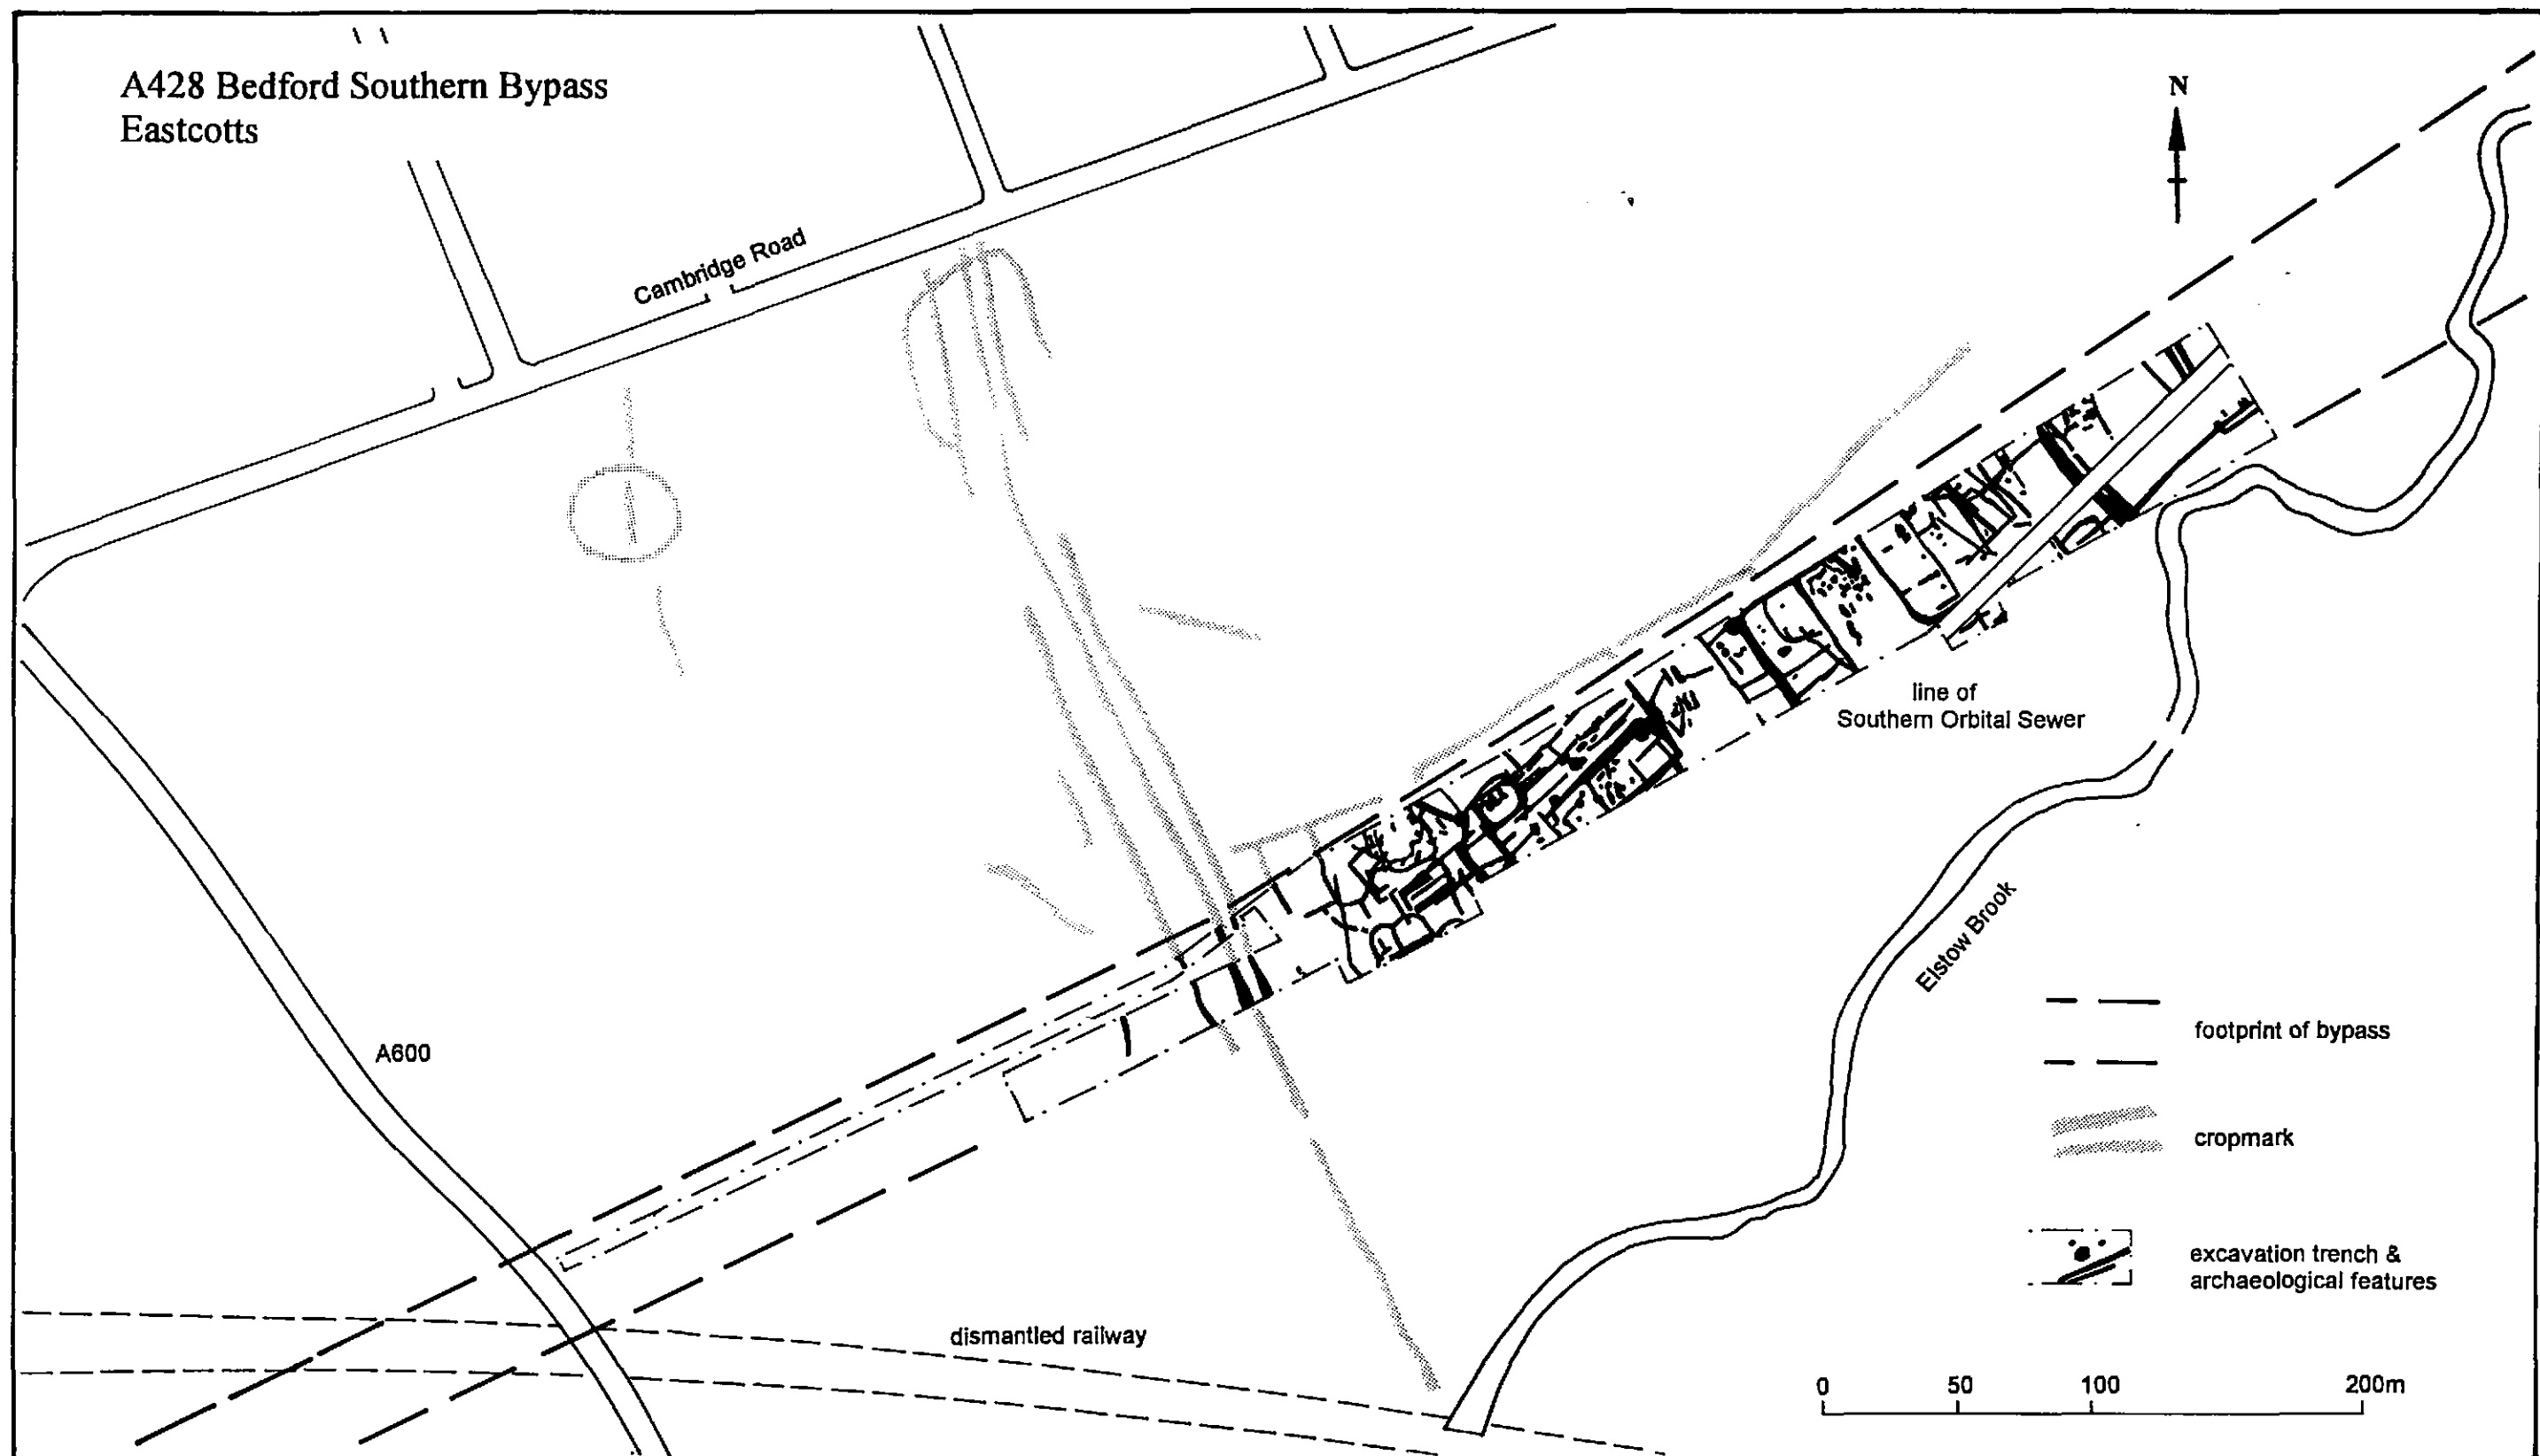 A428 Bedford Southern Bypass
Eastcotts
N
Cambridge Road
line of
Southern Orbital Sewer
Elstow Brook
A600
footprint of bypass
cropmark
excavation trench &
archaeological features
dismantled railway
0 50 100 200m